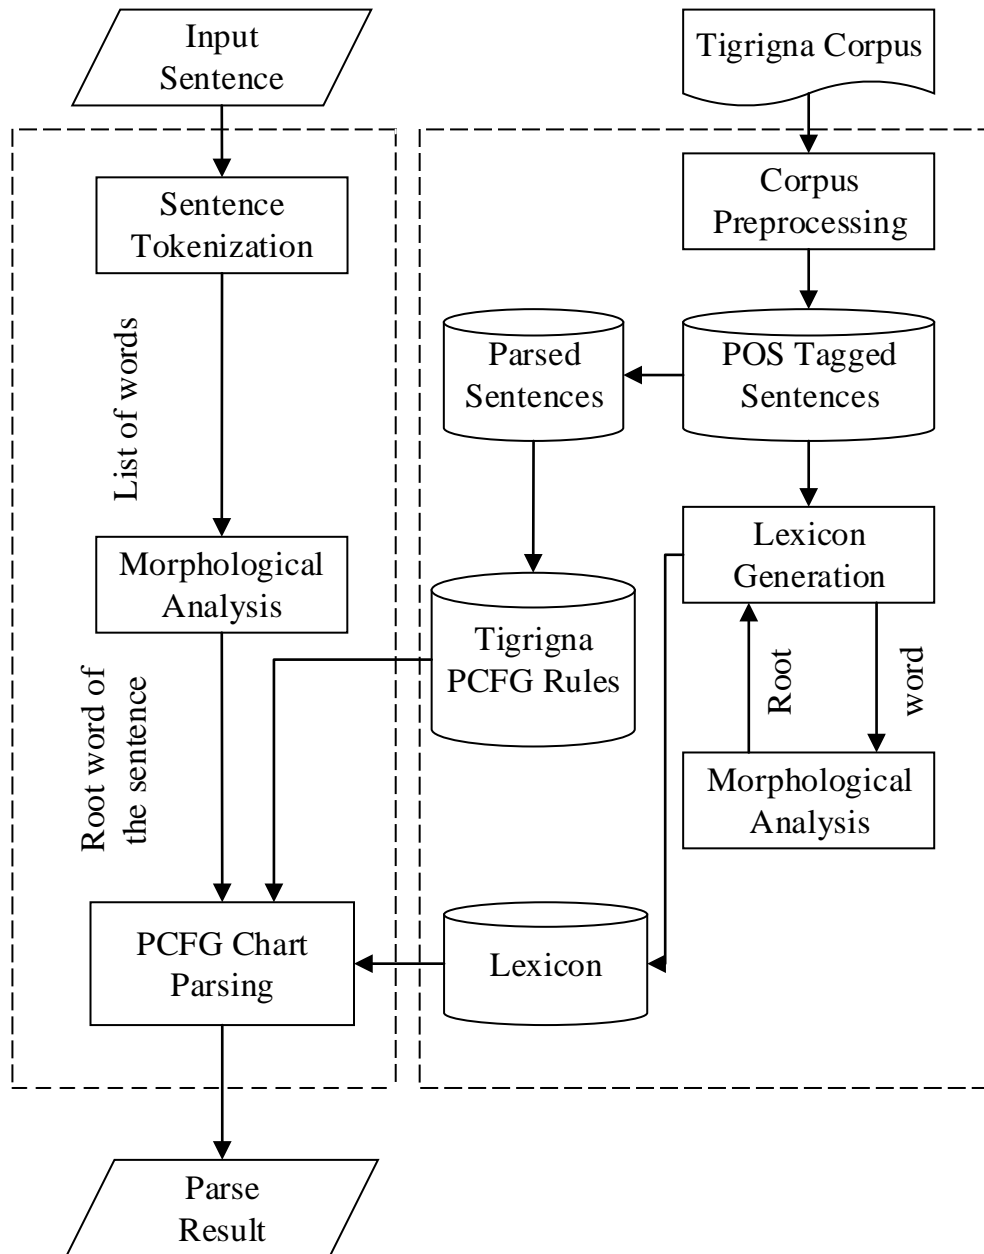 Input
Sentence
Tigrigna Corpus
Sentence
Tokenization
Corpus
Preprocessing
List of words
Parsed
Sentences
POS Tagged
Sentences
Morphological
Analysis
Lexicon
Generation
Root word of
the sentence
Tigrigna
PCFG Rules
Root
word
Morphological
Analysis
PCFG Chart
Parsing
Lexicon
Parse
Result